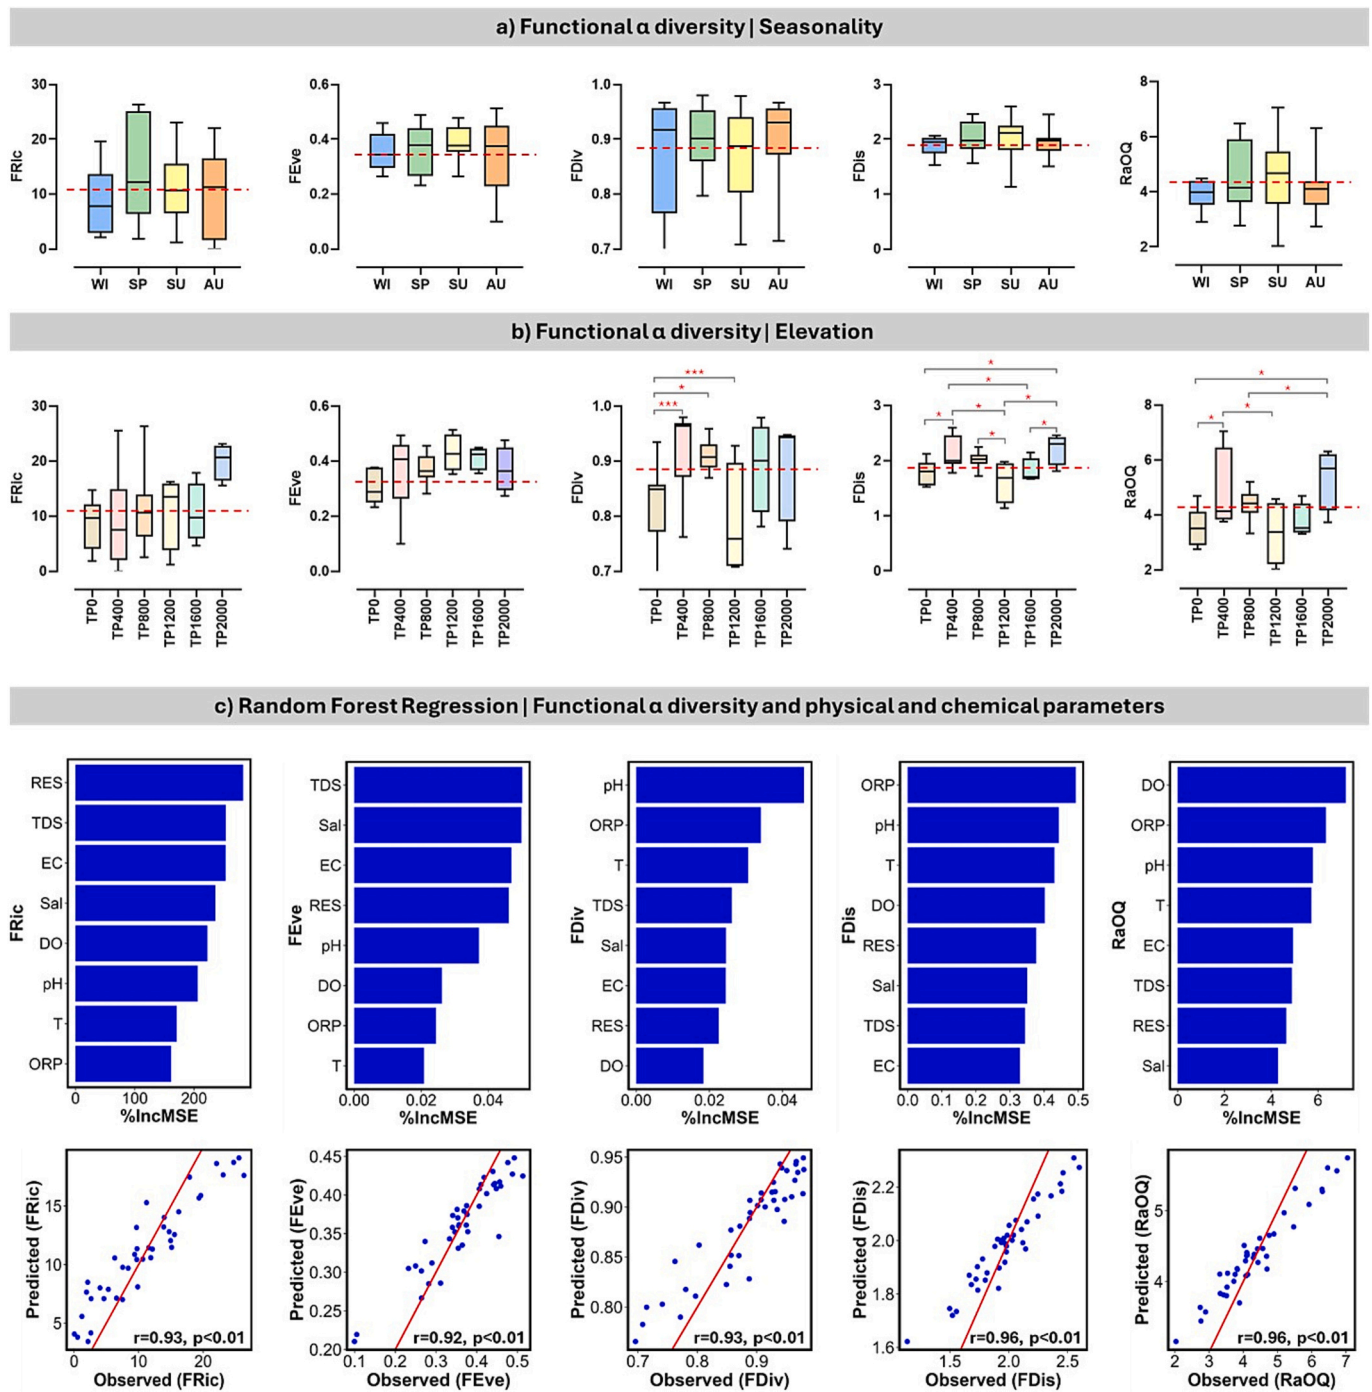 a) Functional α diversity | Seasonality
FRic
30
20
10
0
WI SP SU AU
FEve
0.6
0.4
0.2
0.0
WI SP SU AU
FDiv
1.0
0.9
0.8
0.7
WI SP SU AU
FDis
3
2
1
0
WI SP SU AU
RaOQ
8
6
4
2
WI SP SU AU
b) Functional α diversity | Elevation
FRic
30
20
10
0
TP0 TP400 TP800 TP1200 TP1600 TP2000
FEve
0.6
0.4
0.2
0.0
TP0 TP400 TP800 TP1200 TP1600 TP2000
FDiv
1.0
0.9
0.8
0.7
***
*
***
TP0 TP400 TP800 TP1200 TP1600 TP2000
FDis
3
2
1
0
*
*
* *
* * *
TP0 TP400 TP800 TP1200 TP1600 TP2000
RaOQ
8
6
4
2
*
*
*
*
TP0 TP400 TP800 TP1200 TP1600 TP2000
c) Random Forest Regression | Functional α diversity and physical and chemical parameters
FRic
RES
TDS
EC
Sal
DO
pH
T
ORP
0 100 200
%IncMSE
FEve
TDS
Sal
EC
RES
pH
DO
ORP
T
0.00 0.02 0.04
%IncMSE
FDiv
pH
ORP
T
TDS
Sal
EC
RES
DO
0.00 0.02 0.04
%IncMSE
FDis
ORP
pH
T
DO
RES
Sal
TDS
EC
0.0 0.1 0.2 0.3 0.4 0.5
%IncMSE
RaOQ
DO
ORP
pH
T
EC
TDS
RES
Sal
0 2 4 6
%IncMSE
Predicted (FRic)
15
10
5
r=0.93, p<0.01
0 10 20
Observed (FRic)
Predicted (FEve)
0.45
0.40
0.35
0.30
0.25
0.20
r=0.92, p<0.01
0.1 0.2 0.3 0.4 0.5
Observed (FEve)
Predicted (FDiv)
0.95
0.90
0.85
0.80
r=0.93, p<0.01
0.7 0.8 0.9
Observed (FDiv)
Predicted (FDis)
2.2
2.0
1.8
1.6
r=0.96, p<0.01
1.5 2.0 2.5
Observed (FDis)
Predicted (RaOQ)
5
4
r=0.96, p<0.01
2 3 4 5 6 7
Observed (RaOQ)